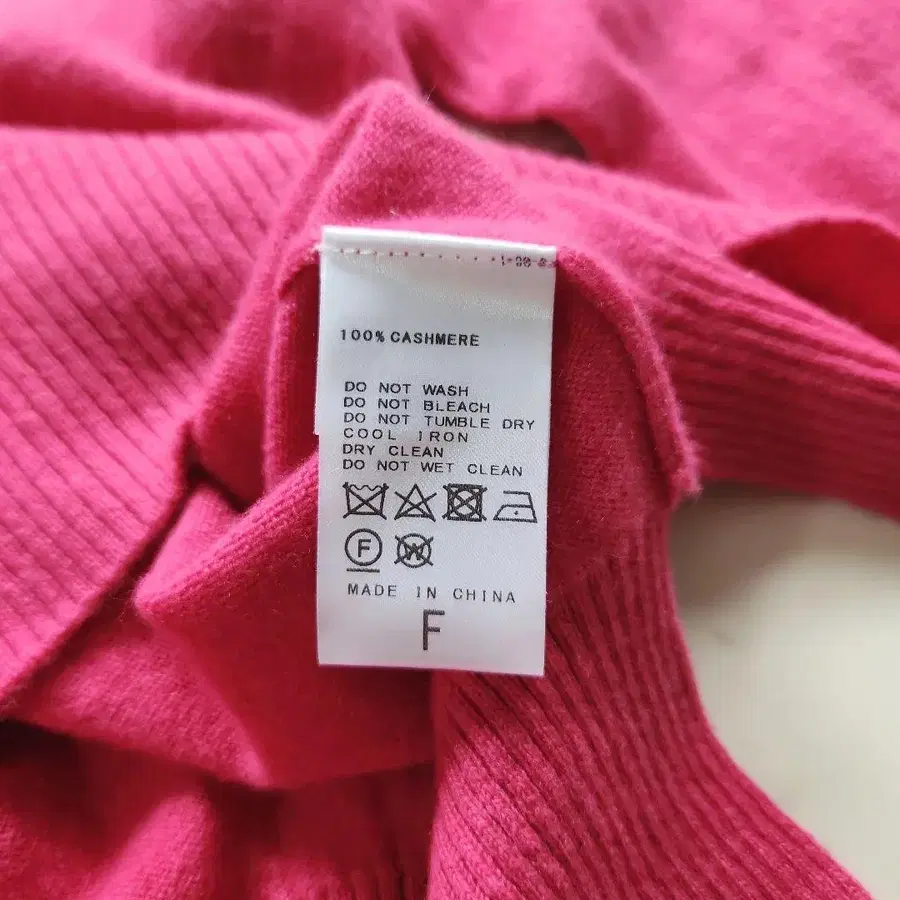 100% CASHMERE
DO NOT WASH
DO NOT BLEACH
DO NOT TUMBLE DRY
COOL IRON
DRY CLEAN
DO NOT WET CLEAN
F W
MADE IN CHINA
F